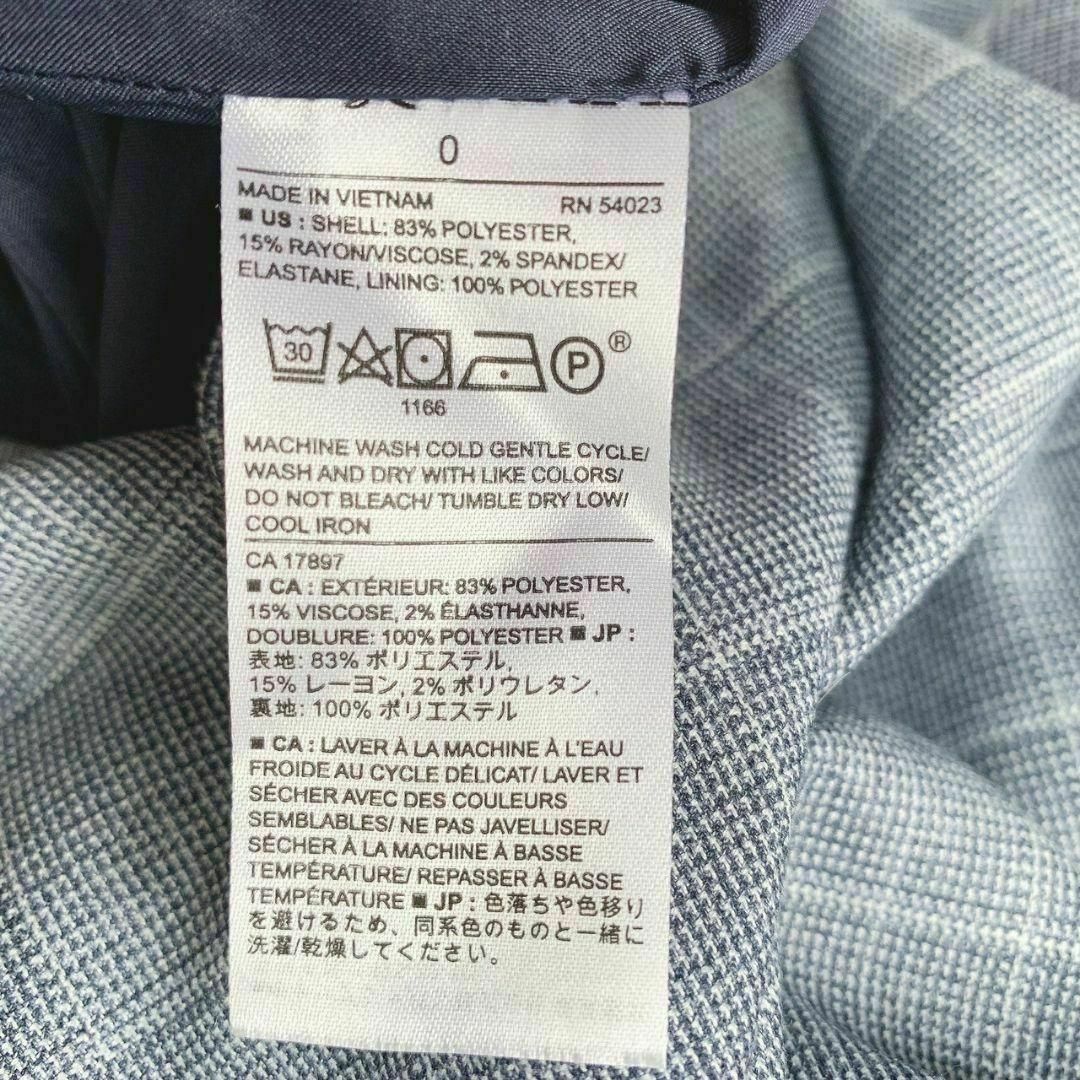 0
MADE IN VIETNAM RN 54023
■ US : SHELL: 83% POLYESTER,
15% RAYON/VISCOSE, 2% SPANDEX/
ELASTANE, LINING: 100% POLYESTER
30 P ®
1166
MACHINE WASH COLD GENTLE CYCLE/
WASH AND DRY WITH LIKE COLORS/
DO NOT BLEACH/ TUMBLE DRY LOW/
COOL IRON
CA 17897
■ CA : EXTÉRIEUR: 83% POLYESTER,
15% VISCOSE, 2% ÉLASTHANNE,
DOUBLURE: 100% POLYESTER ■ JP :
表地: 83% ポリエステル,
15% レーヨン, 2% ポリウレタン,
裏地: 100% ポリエステル
■ CA : LAVER À LA MACHINE À L'EAU
FROIDE AU CYCLE DÉLICAT/ LAVER ET
SÉCHER AVEC DES COULEURS
SEMBLABLES/ NE PAS JAVELLISER/
SÉCHER À LA MACHINE À BASSE
TEMPÉRATURE/ REPASSER À BASSE
TEMPÉRATURE ■ JP : 色落ちや色移り
を避けるため、同系色のものと一緒に
洗濯/乾燥してください。